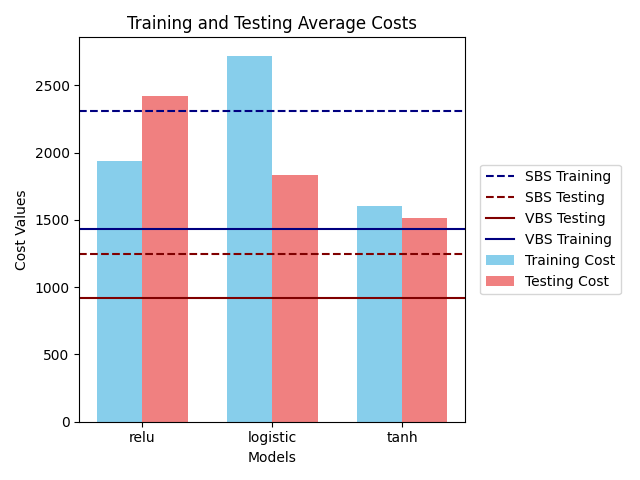 Training and Testing Average Costs
Cost Values
2500
2000
1500
1000
500
0
relu logistic tanh
Models
SBS Training
SBS Testing
VBS Testing
VBS Training
Training Cost
Testing Cost